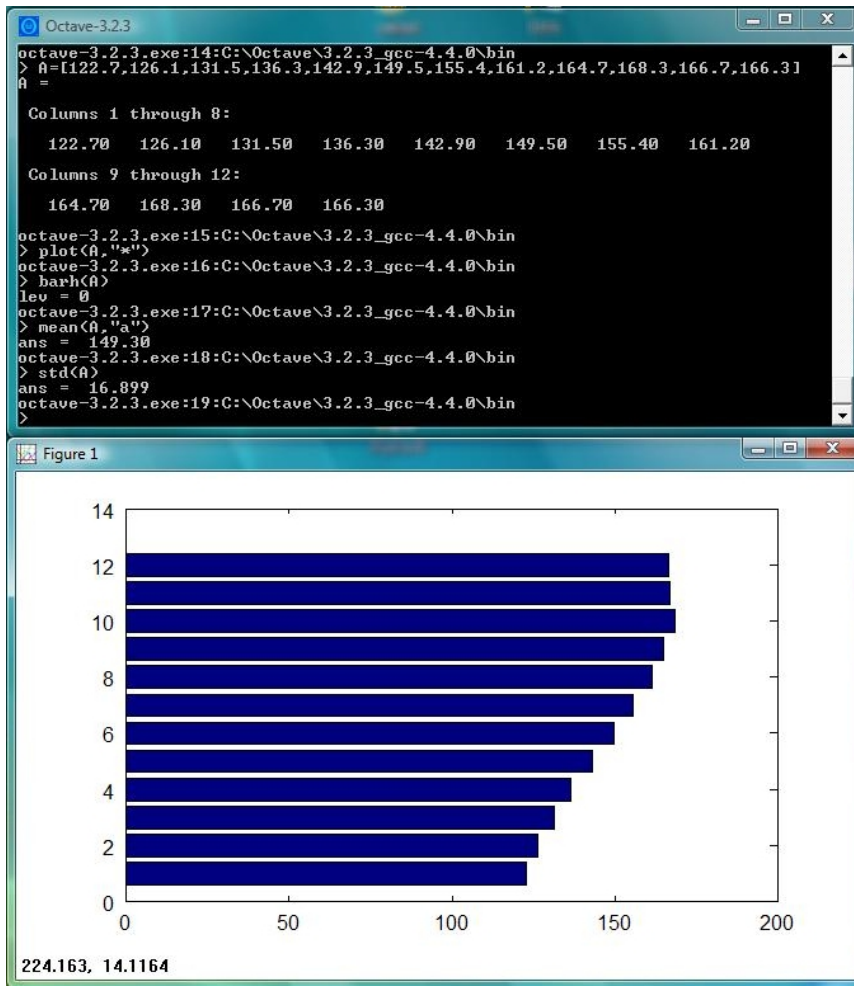 Octave-3.2.3
octave-3.2.3.exe:14:C:\Octave\3.2.3_gcc-4.4.0\bin
> A=[122.7,126.1,131.5,136.3,142.9,149.5,155.4,161.2,164.7,168.3,166.7,166.3]
A =
Columns 1 through 8:
122.70 126.10 131.50 136.30 142.90 149.50 155.40 161.20
Columns 9 through 12:
164.70 168.30 166.70 166.30
octave-3.2.3.exe:15:C:\Octave\3.2.3_gcc-4.4.0\bin
> plot(A,"*")
octave-3.2.3.exe:16:C:\Octave\3.2.3_gcc-4.4.0\bin
> barh(A)
lev = 0
octave-3.2.3.exe:17:C:\Octave\3.2.3_gcc-4.4.0\bin
> mean(A,"a")
ans = 149.30
octave-3.2.3.exe:18:C:\Octave\3.2.3_gcc-4.4.0\bin
> std(A)
ans = 16.899
octave-3.2.3.exe:19:C:\Octave\3.2.3_gcc-4.4.0\bin
>
Figure 1
14
12
10
8
6
4
2
0
0 50 100 150 200
224.163, 14.1164